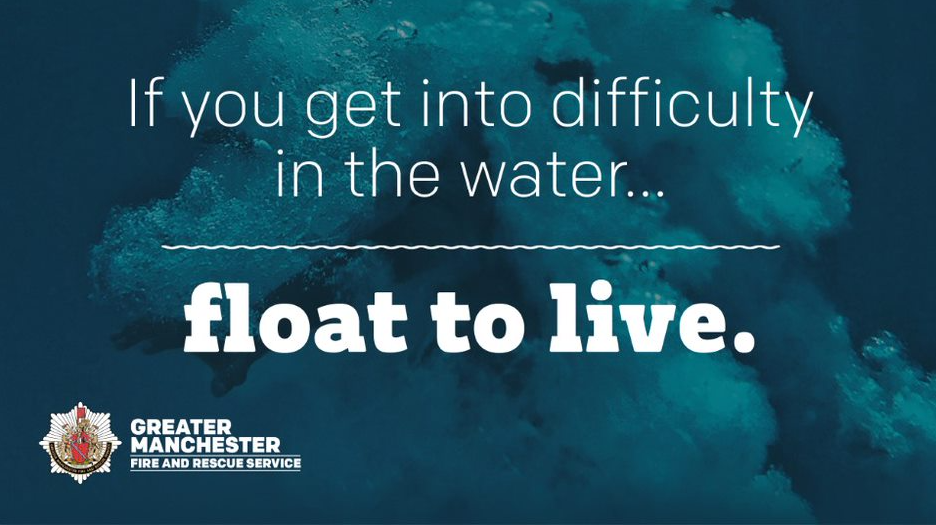 If you get into difficulty
in the water...
float to live.
GREATER
MANCHESTER
FIRE AND RESCUE SERVICE